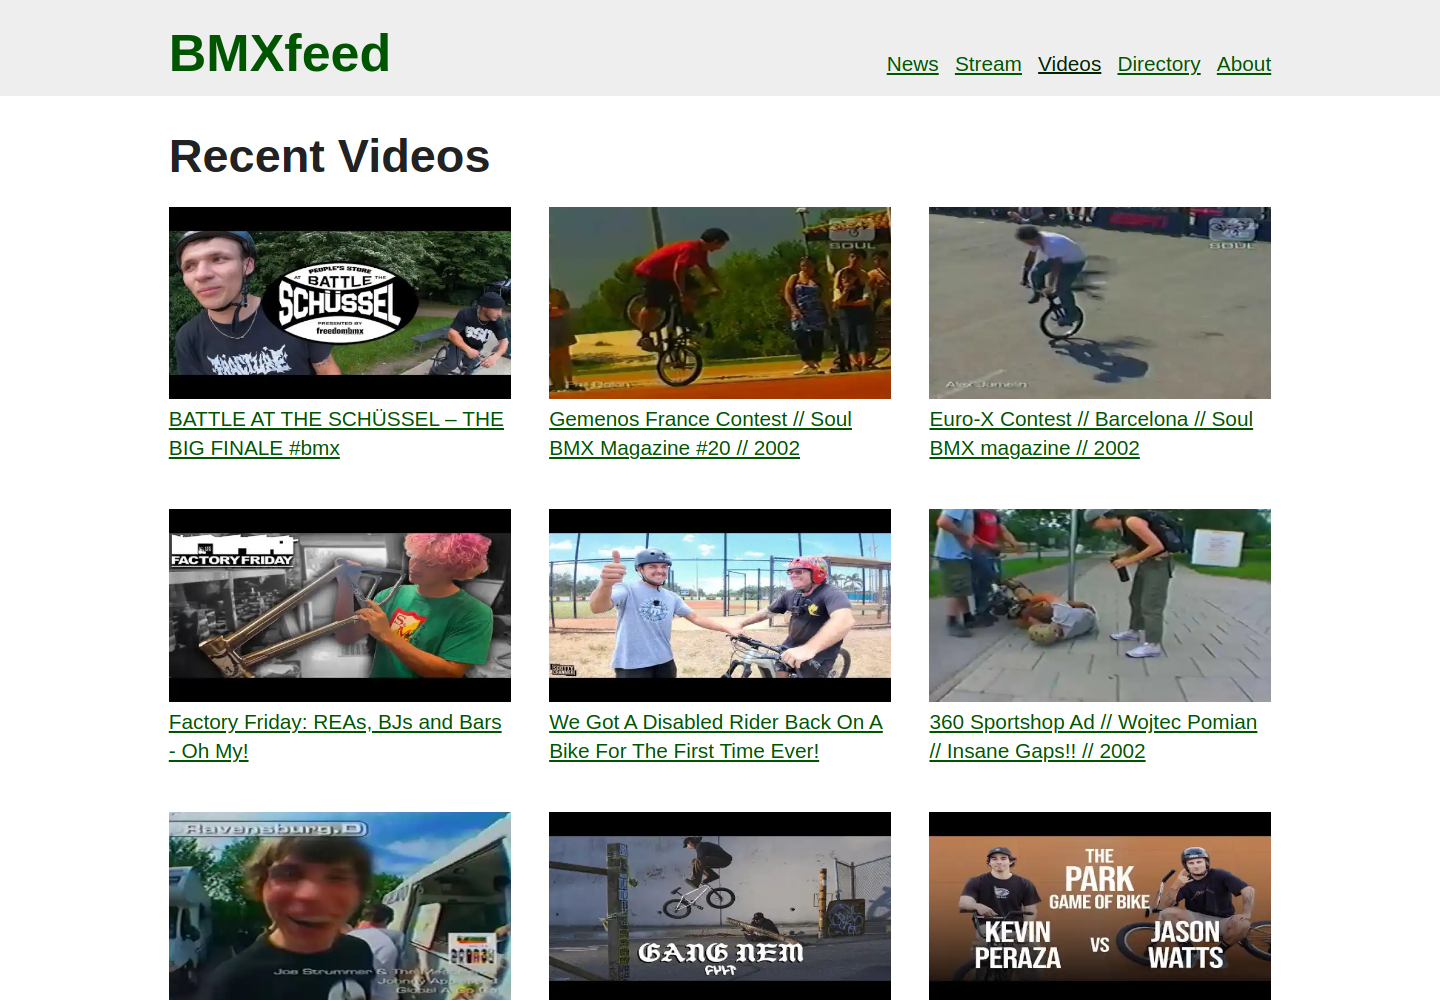 BMXfeed
News Stream Videos Directory About
Recent Videos
PEOPLE'S STORE
AT BATTLE THE
SCHÜSSEL
PRESENTED BY
freedombmx
FRACTURE
SOUL
SOUL
Alex Jumelin
BATTLE AT THE SCHÜSSEL – THE
BIG FINALE #bmx
Gemenos France Contest // Soul
BMX Magazine #20 // 2002
Euro-X Contest // Barcelona // Soul
BMX magazine // 2002
FACTORY FRIDAY
Factory Friday: REAs, BJs and Bars
- Oh My!
We Got A Disabled Rider Back On A
Bike For The First Time Ever!
360 Sportshop Ad // Wojtec Pomian
// Insane Gaps!! // 2002
Ravensburg.D
Joe Strummer & The
GANG NEM
CULT
THE
PARK
GAME OF BIKE
KEVIN
PERAZA
VS
JASON
WATTS